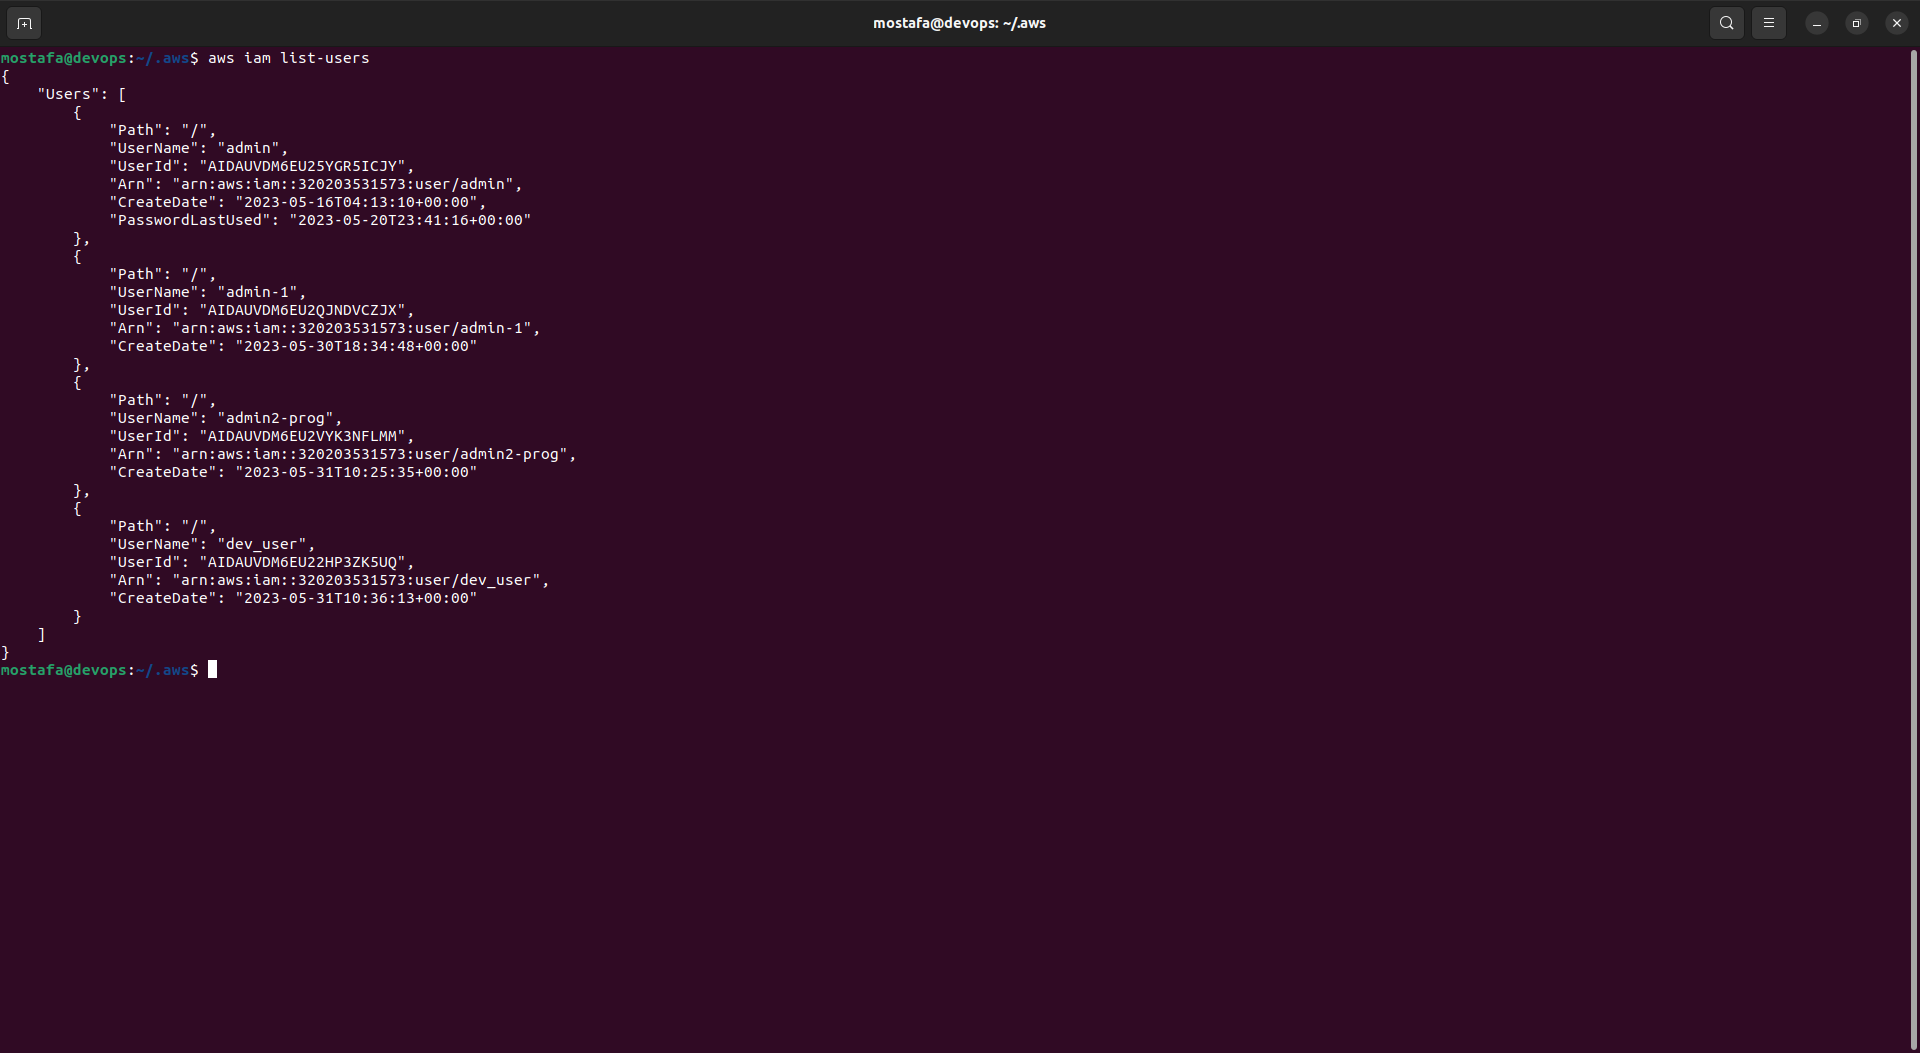 mostafa@devops: ~/.aws
mostafa@devops:~/.aws$ aws iam list-users
{
    "Users": [
        {
            "Path": "/",
            "UserName": "admin",
            "UserId": "AIDAUVDM6EU25YGR5ICJY",
            "Arn": "arn:aws:iam::320203531573:user/admin",
            "CreateDate": "2023-05-16T04:13:10+00:00",
            "PasswordLastUsed": "2023-05-20T23:41:16+00:00"
        },
        {
            "Path": "/",
            "UserName": "admin-1",
            "UserId": "AIDAUVDM6EU2QJNDVCZJX",
            "Arn": "arn:aws:iam::320203531573:user/admin-1",
            "CreateDate": "2023-05-30T18:34:48+00:00"
        },
        {
            "Path": "/",
            "UserName": "admin2-prog",
            "UserId": "AIDAUVDM6EU2VYK3NFLMM",
            "Arn": "arn:aws:iam::320203531573:user/admin2-prog",
            "CreateDate": "2023-05-31T10:25:35+00:00"
        },
        {
            "Path": "/",
            "UserName": "dev_user",
            "UserId": "AIDAUVDM6EU22HP3ZK5UQ",
            "Arn": "arn:aws:iam::320203531573:user/dev_user",
            "CreateDate": "2023-05-31T10:36:13+00:00"
        }
    ]
}
mostafa@devops:~/.aws$